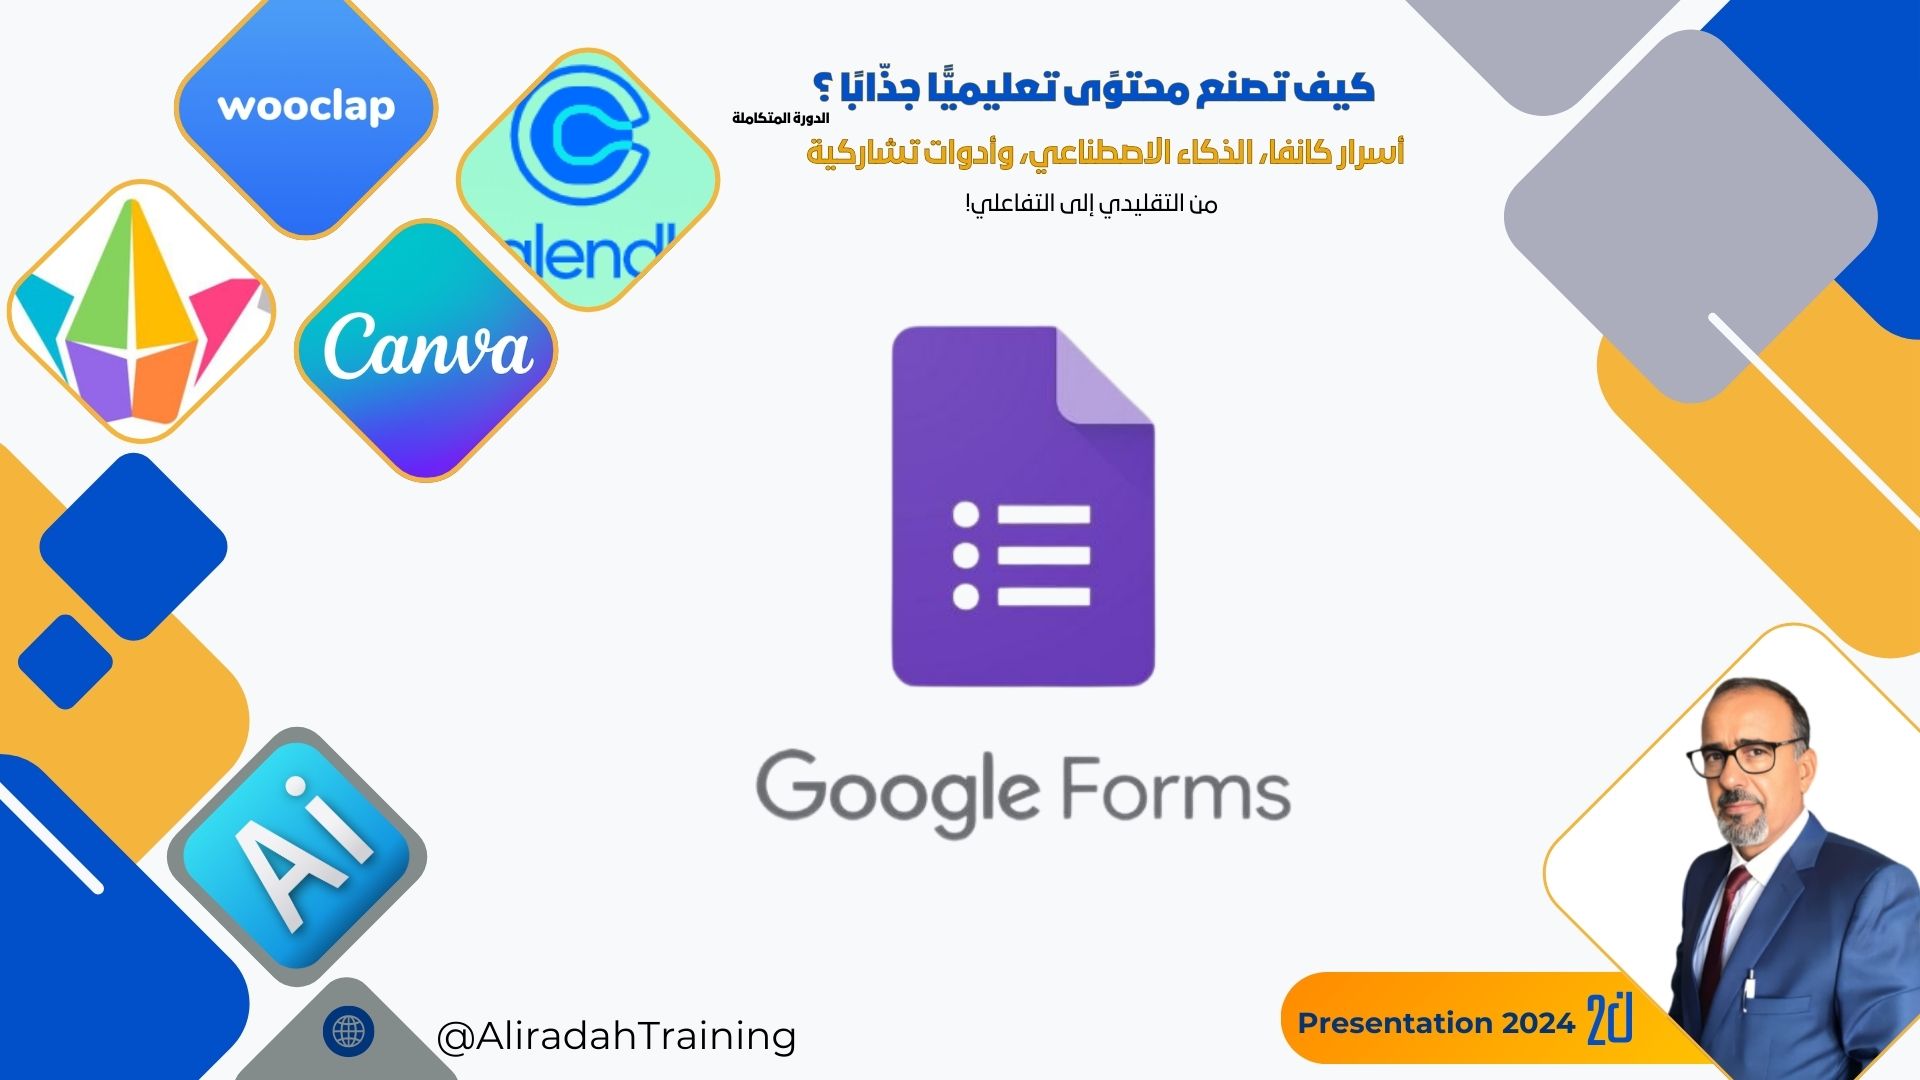 كيف تصنع محتوًى تعليميًّا جذّابًا ؟
الدورة المتكاملة
أسرار كانفا، الذكاء الاصطناعي، وأدوات تشاركية
من التقليدي إلى التفاعلي!
wooclap
alend
Canva
Google Forms
Ai
@AliradahTraining
Presentation 2024